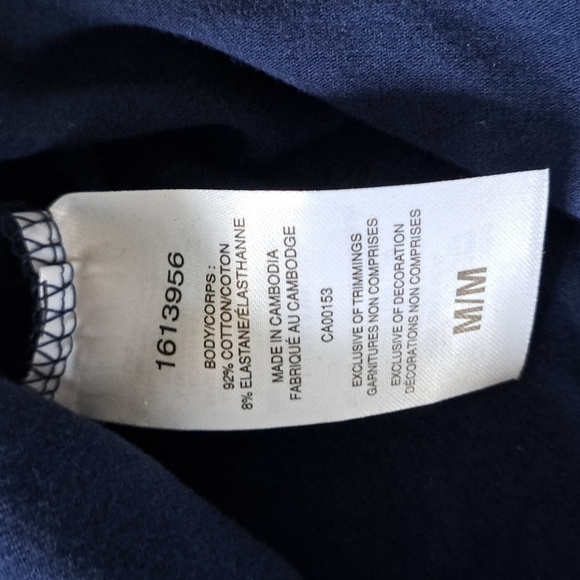 1613956
BODY/CORPS :
92% COTTON/COTON
8% ELASTANE/ÉLASTHANNE
MADE IN CAMBODIA
FABRIQUÉ AU CAMBODGE
CA00153
EXCLUSIVE OF TRIMMINGS
GARNITURES NON COMPRISES
EXCLUSIVE OF DECORATION
DÉCORATIONS NON COMPRISES
M/M